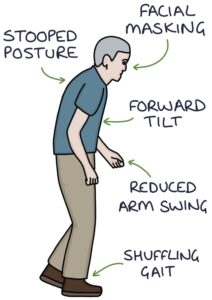 FACIAL
MASKING
STOOPED
POSTURE
FORWARD
TILT
REDUCED
ARM SWING
SHUFFLING
GAIT